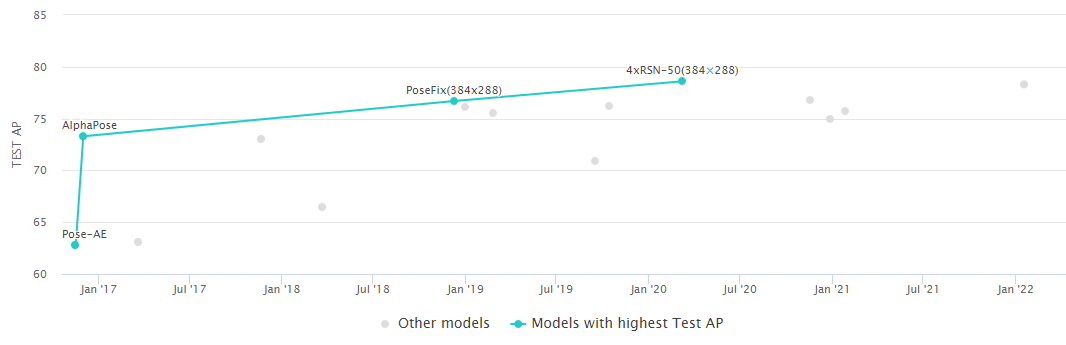 85
80
75
70
65
60
TEST AP
4xRSN-50(384×288)
PoseFix(384x288)
AlphaPose
Pose-AE
Jan '17
Jul '17
Jan '18
Jul '18
Jan '19
Jul '19
Jan '20
Jul '20
Jan '21
Jul '21
Jan '22
Other models
Models with highest Test AP